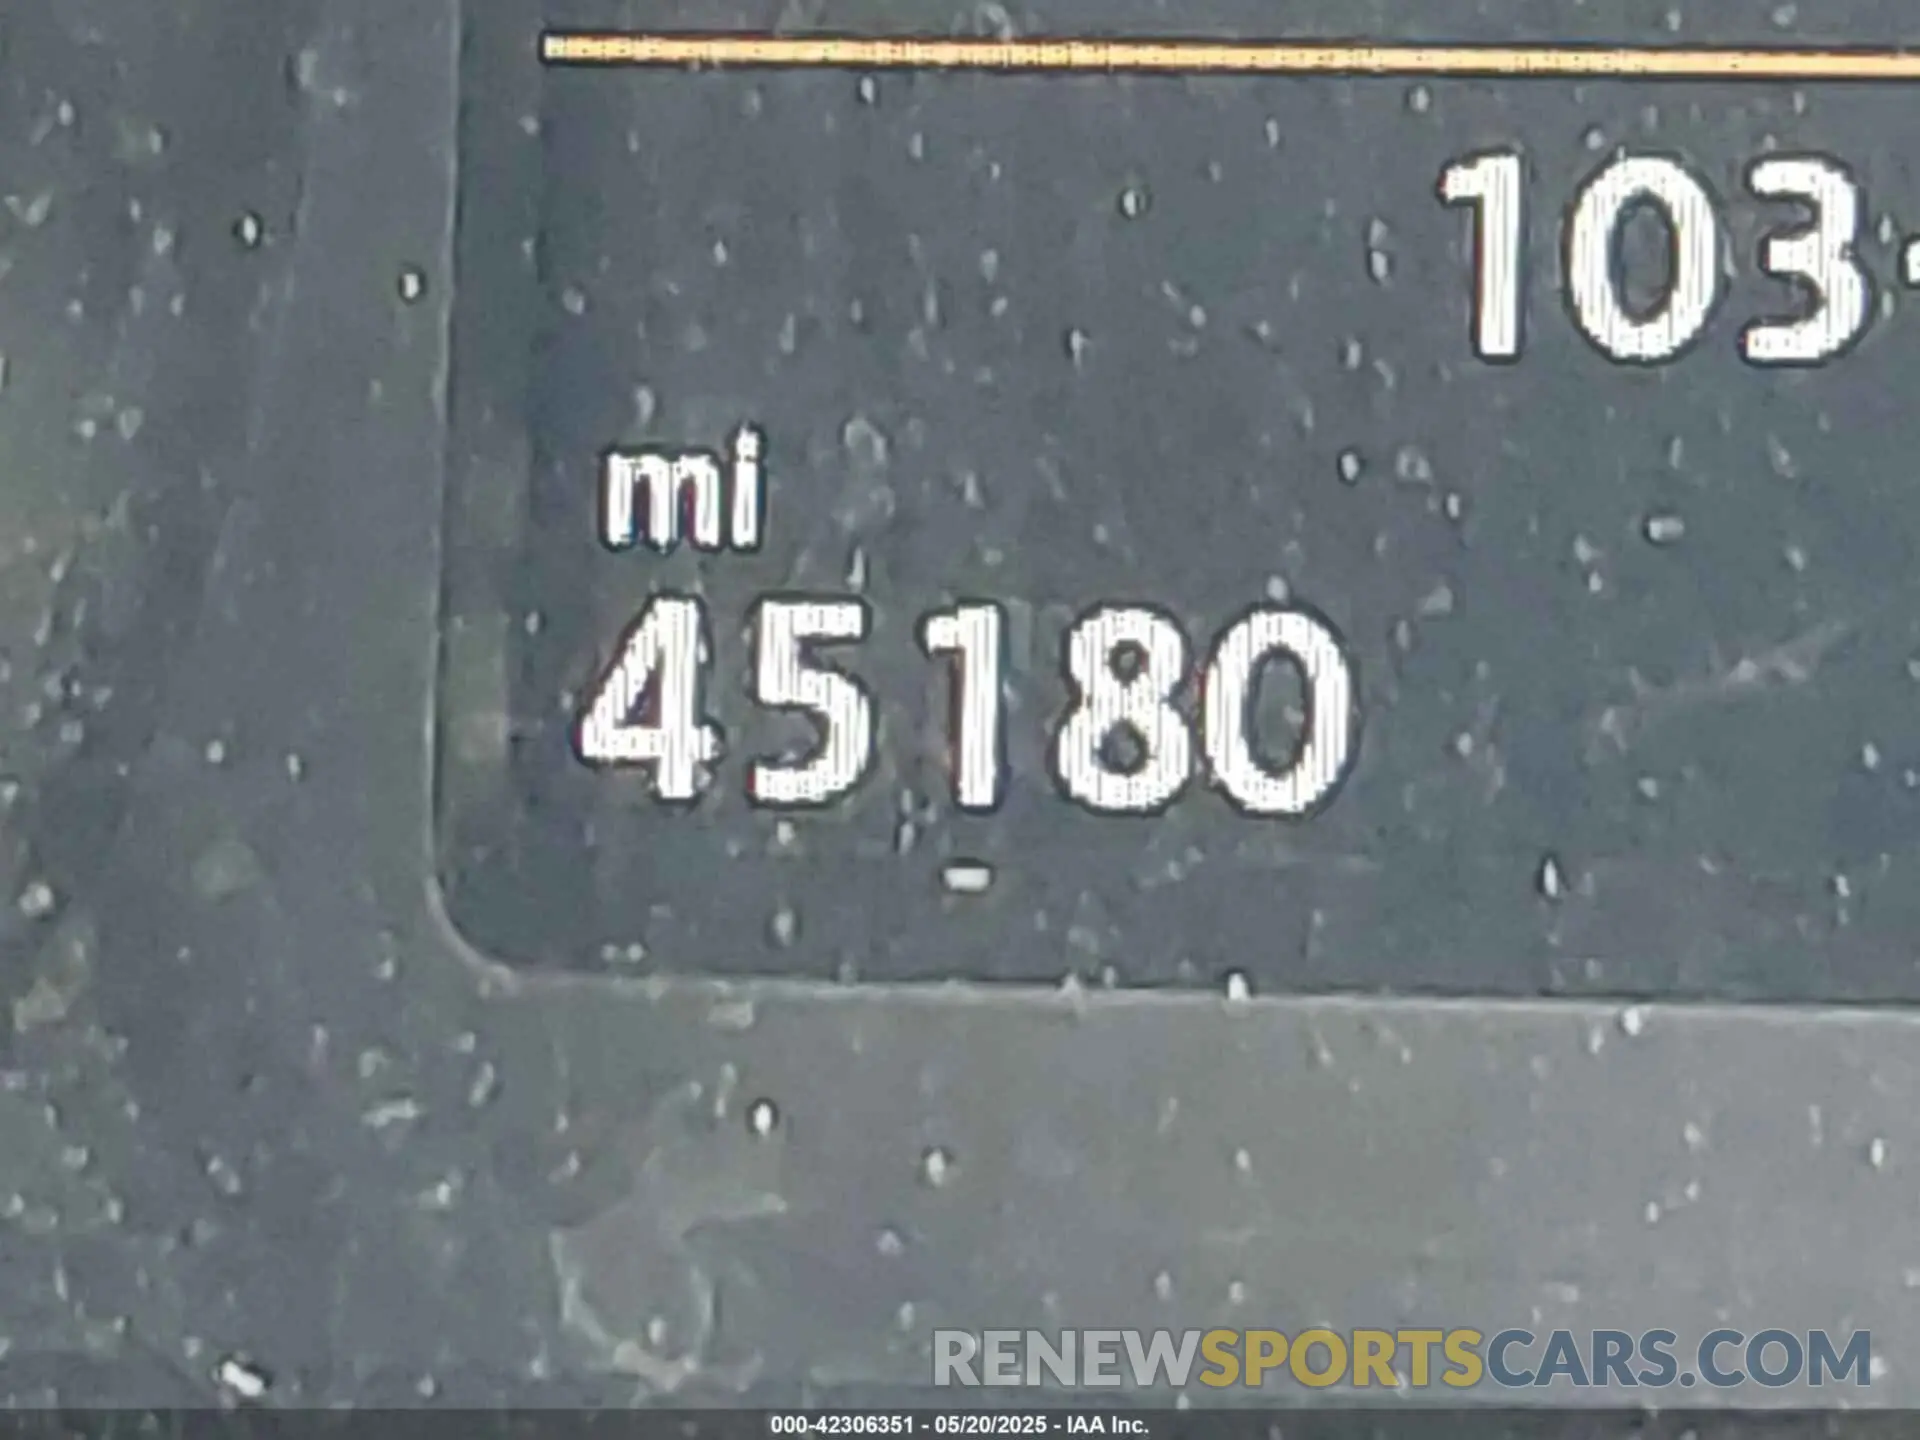 103
mi
45180
RENEWSPORTSCARS.COM
000-42306351 - 05/20/2025 - IAA Inc.